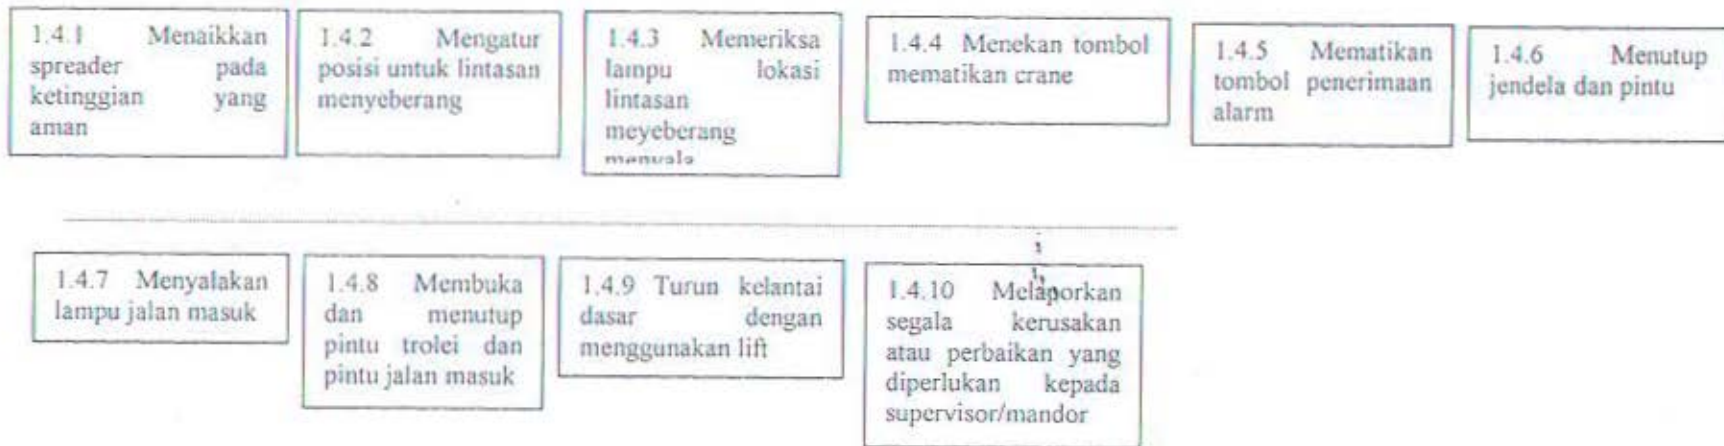 1.4.1 Menaikkan
spreader pada
ketinggian yang
aman
1.4.2 Mengatur
posisi untuk lintasan
menyeberang
1.4.3 Memeriksa
lampu lokasi
lintasan
meyeberang
menyala
1.4.4 Menekan tombol
mematikan crane
1.4.5 Mematikan
tombol penerimaan
alarm
1.4.6 Menutup
jendela dan pintu
1.4.7 Menyalakan
lampu jalan masuk
1.4.8 Membuka
dan menutup
pintu trolei dan
pintu jalan masuk
1.4.9 Turun kelantai
dasar dengan
menggunakan lift
1.4.10 Melaporkan
segala kerusakan
atau perbaikan yang
diperlukan kepada
supervisor/mandor